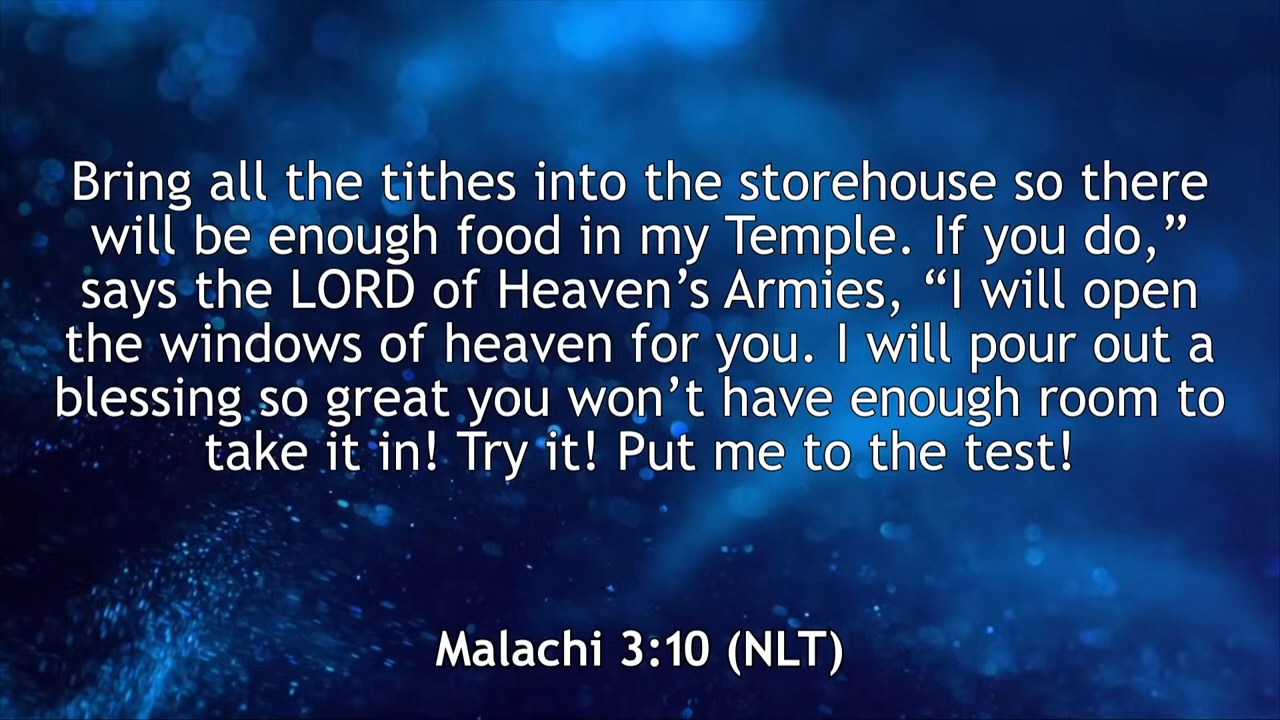 Bring all the tithes into the storehouse so there
will be enough food in my Temple. If you do,”
says the LORD of Heaven’s Armies, “I will open
the windows of heaven for you. I will pour out a
blessing so great you won’t have enough room to
take it in! Try it! Put me to the test!
Malachi 3:10 (NLT)